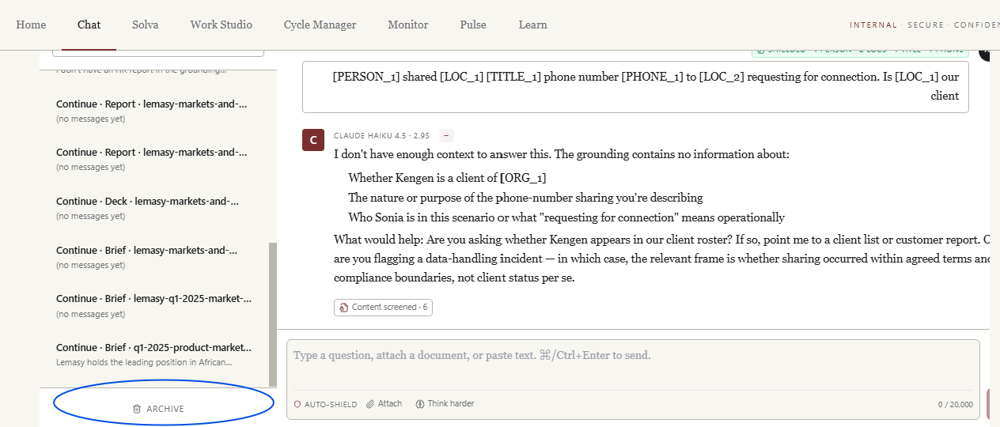 Home Chat Solva Work Studio Cycle Manager Monitor Pulse Learn INTERNAL · SECURE · CONFIDEN
I don't have an HR report in the grounding...
Continue · Report · lemasy-markets-and-...
(no messages yet)
Continue · Report · lemasy-markets-and-...
(no messages yet)
Continue · Deck · lemasy-markets-and-...
(no messages yet)
Continue · Brief · lemasy-markets-and-...
(no messages yet)
Continue · Brief · lemasy-q1-2025-market-...
(no messages yet)
Continue · Brief · q1-2025-product-market...
Lemasy holds the leading position in African...
ARCHIVE
SHIELDED · 1 PERSON · 2 LOCS · 1 TITLE · 1 PHONE
[PERSON_1] shared [LOC_1] [TITLE_1] phone number [PHONE_1] to [LOC_2] requesting for connection. Is [LOC_1] our
client
C CLAUDE HAIKU 4.5 · 2.9S –
I don't have enough context to answer this. The grounding contains no information about:
Whether Kengen is a client of [ORG_1]
The nature or purpose of the phone-number sharing you're describing
Who Sonia is in this scenario or what "requesting for connection" means operationally
What would help: Are you asking whether Kengen appears in our client roster? If so, point me to a client list or customer report.
are you flagging a data-handling incident — in which case, the relevant frame is whether sharing occurred within agreed terms and
compliance boundaries, not client status per se.
Content screened · 6
Type a question, attach a document, or paste text. ⌘/Ctrl+Enter to send.
AUTO-SHIELD Attach Think harder 0 / 20,000